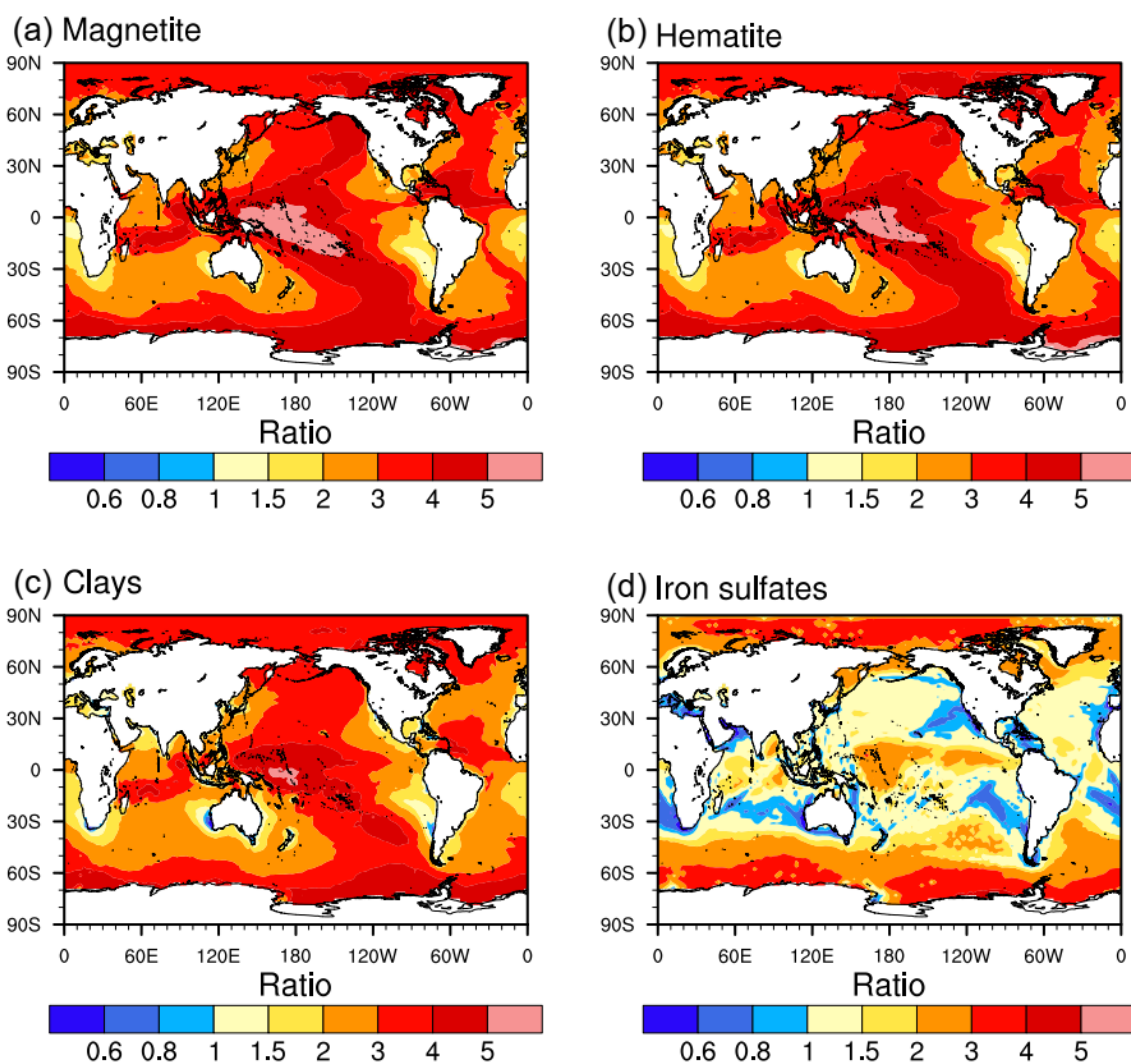 (a) Magnetite
(b) Hematite
90N
60N
30N
0
30S
60S
90S
0 60E 120E 180 120W 60W 0
Ratio
0.6 0.8 1 1.5 2 3 4 5
90N
60N
30N
0
30S
60S
90S
0 60E 120E 180 120W 60W 0
Ratio
0.6 0.8 1 1.5 2 3 4 5
(c) Clays
(d) Iron sulfates
90N
60N
30N
0
30S
60S
90S
0 60E 120E 180 120W 60W 0
Ratio
0.6 0.8 1 1.5 2 3 4 5
90N
60N
30N
0
30S
60S
90S
0 60E 120E 180 120W 60W 0
Ratio
0.6 0.8 1 1.5 2 3 4 5